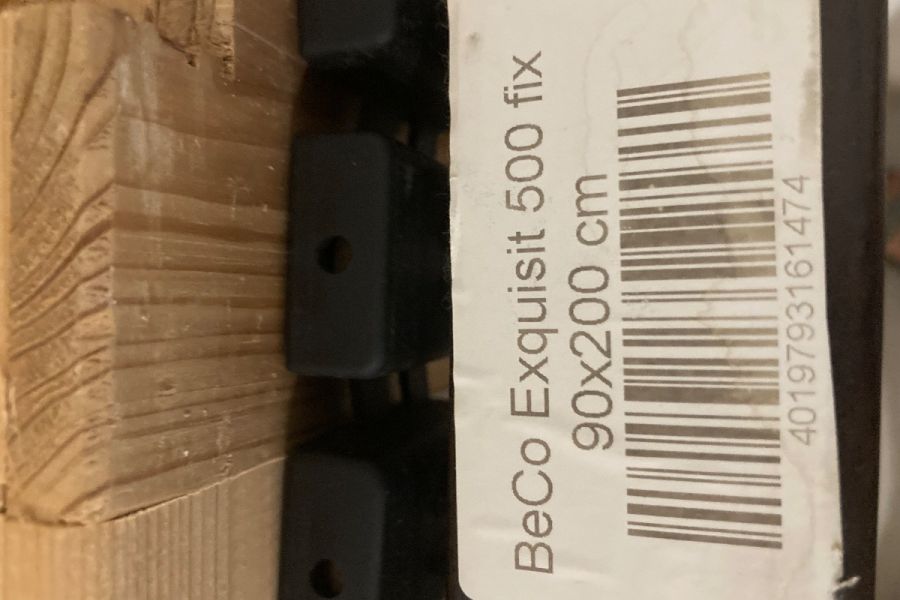 BeCo Exquisit 500 fix
90x200 cm
4019793161474